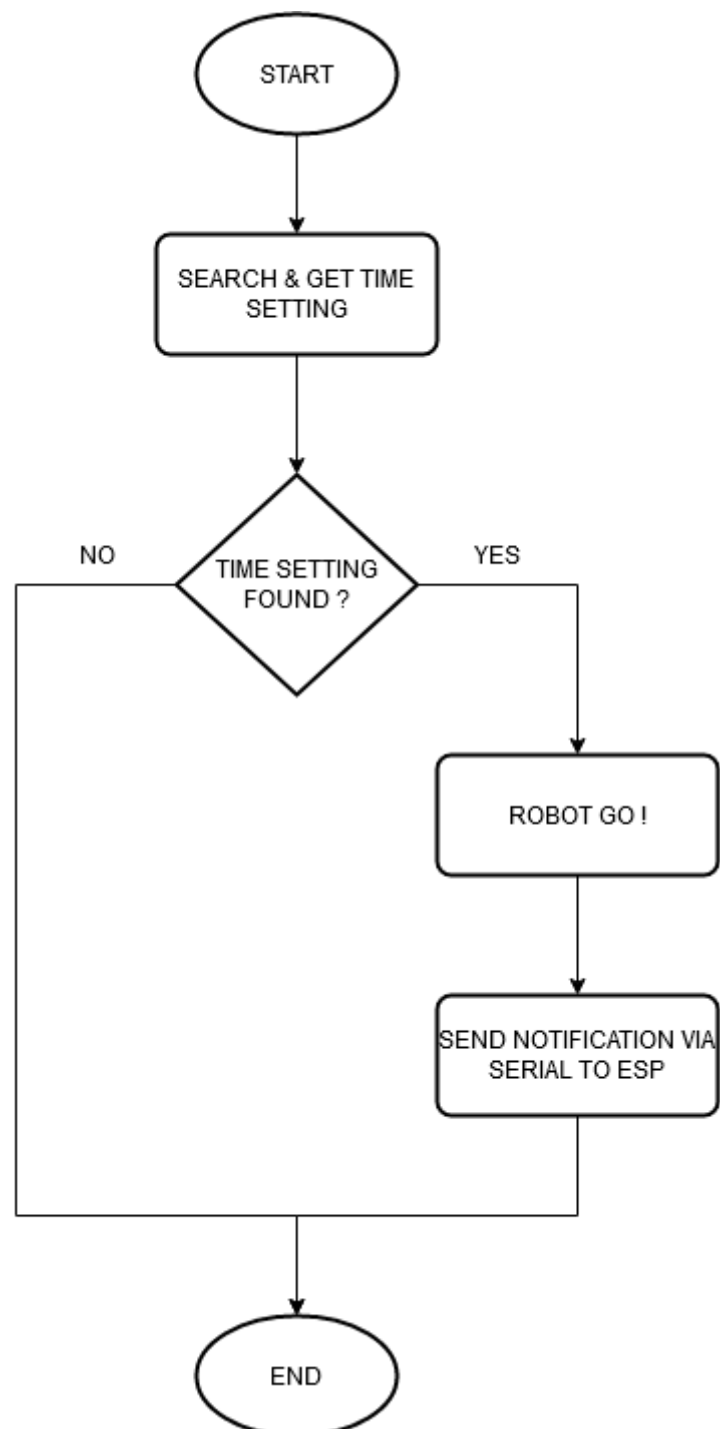 START
SEARCH & GET TIME
SETTING
NO
YES
TIME SETTING
FOUND ?
ROBOT GO !
SEND NOTIFICATION VIA
SERIAL TO ESP
END